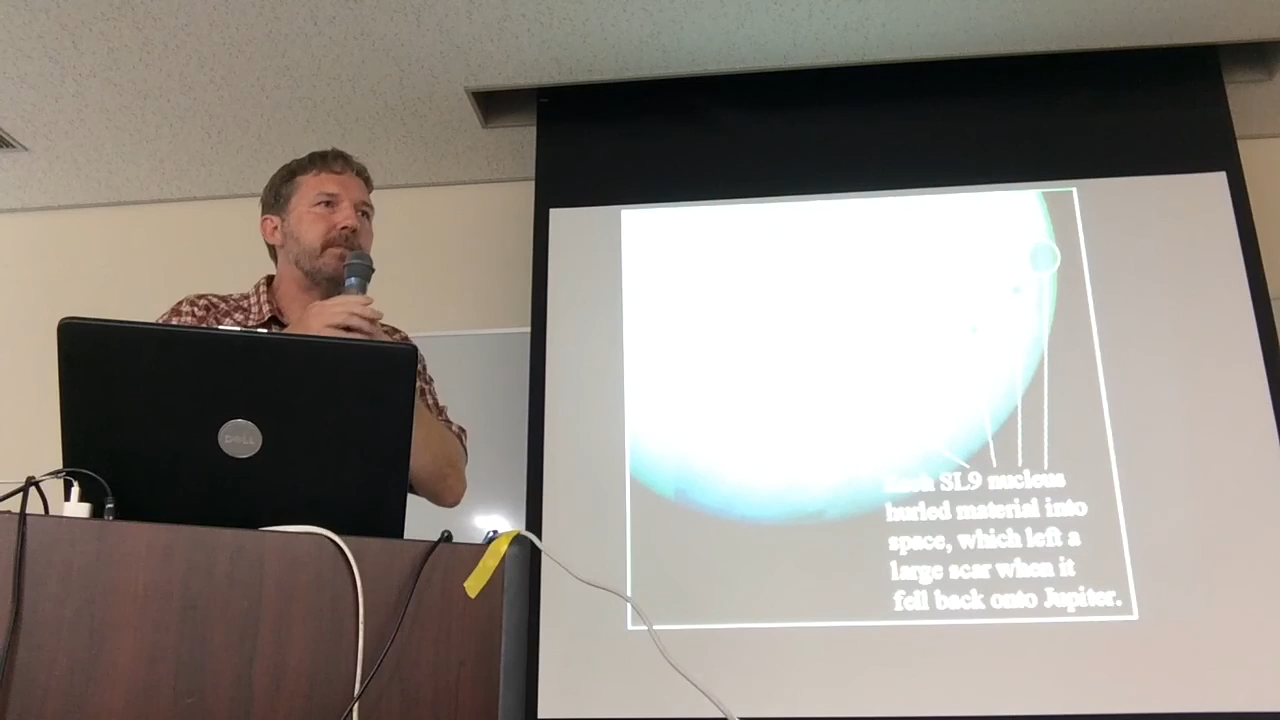 DELL
SL9 nucleus
hurled material into
space, which left a
large scar when it
fell back onto Jupiter.